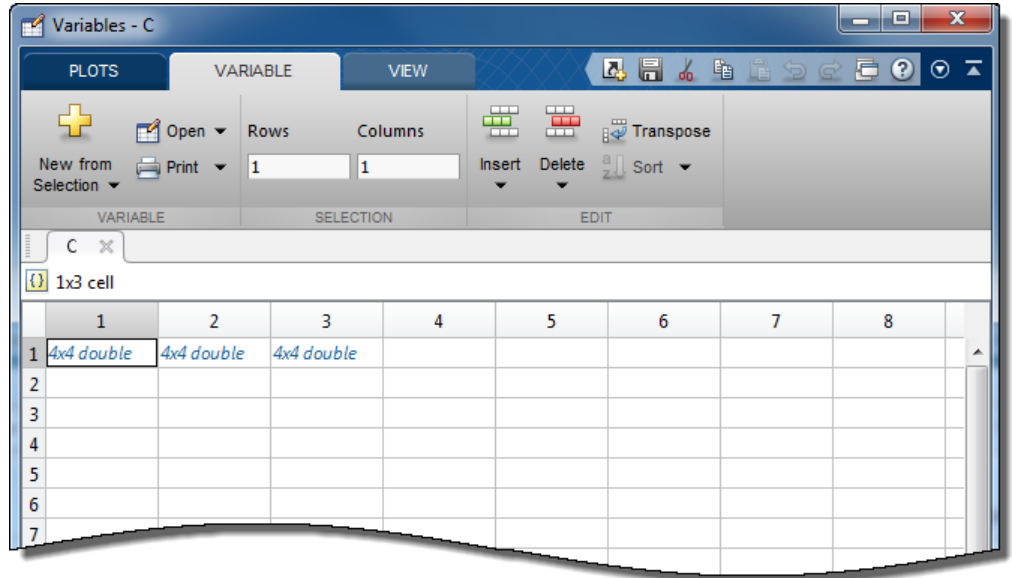 Variables - C
PLOTS VARIABLE VIEW
New from Selection
Open
Print
VARIABLE
Rows Columns
1 1
SELECTION
Insert Delete
Transpose
Sort
EDIT
C
{} 1x3 cell
1 2 3 4 5 6 7 8
1 4x4 double 4x4 double 4x4 double
2
3
4
5
6
7